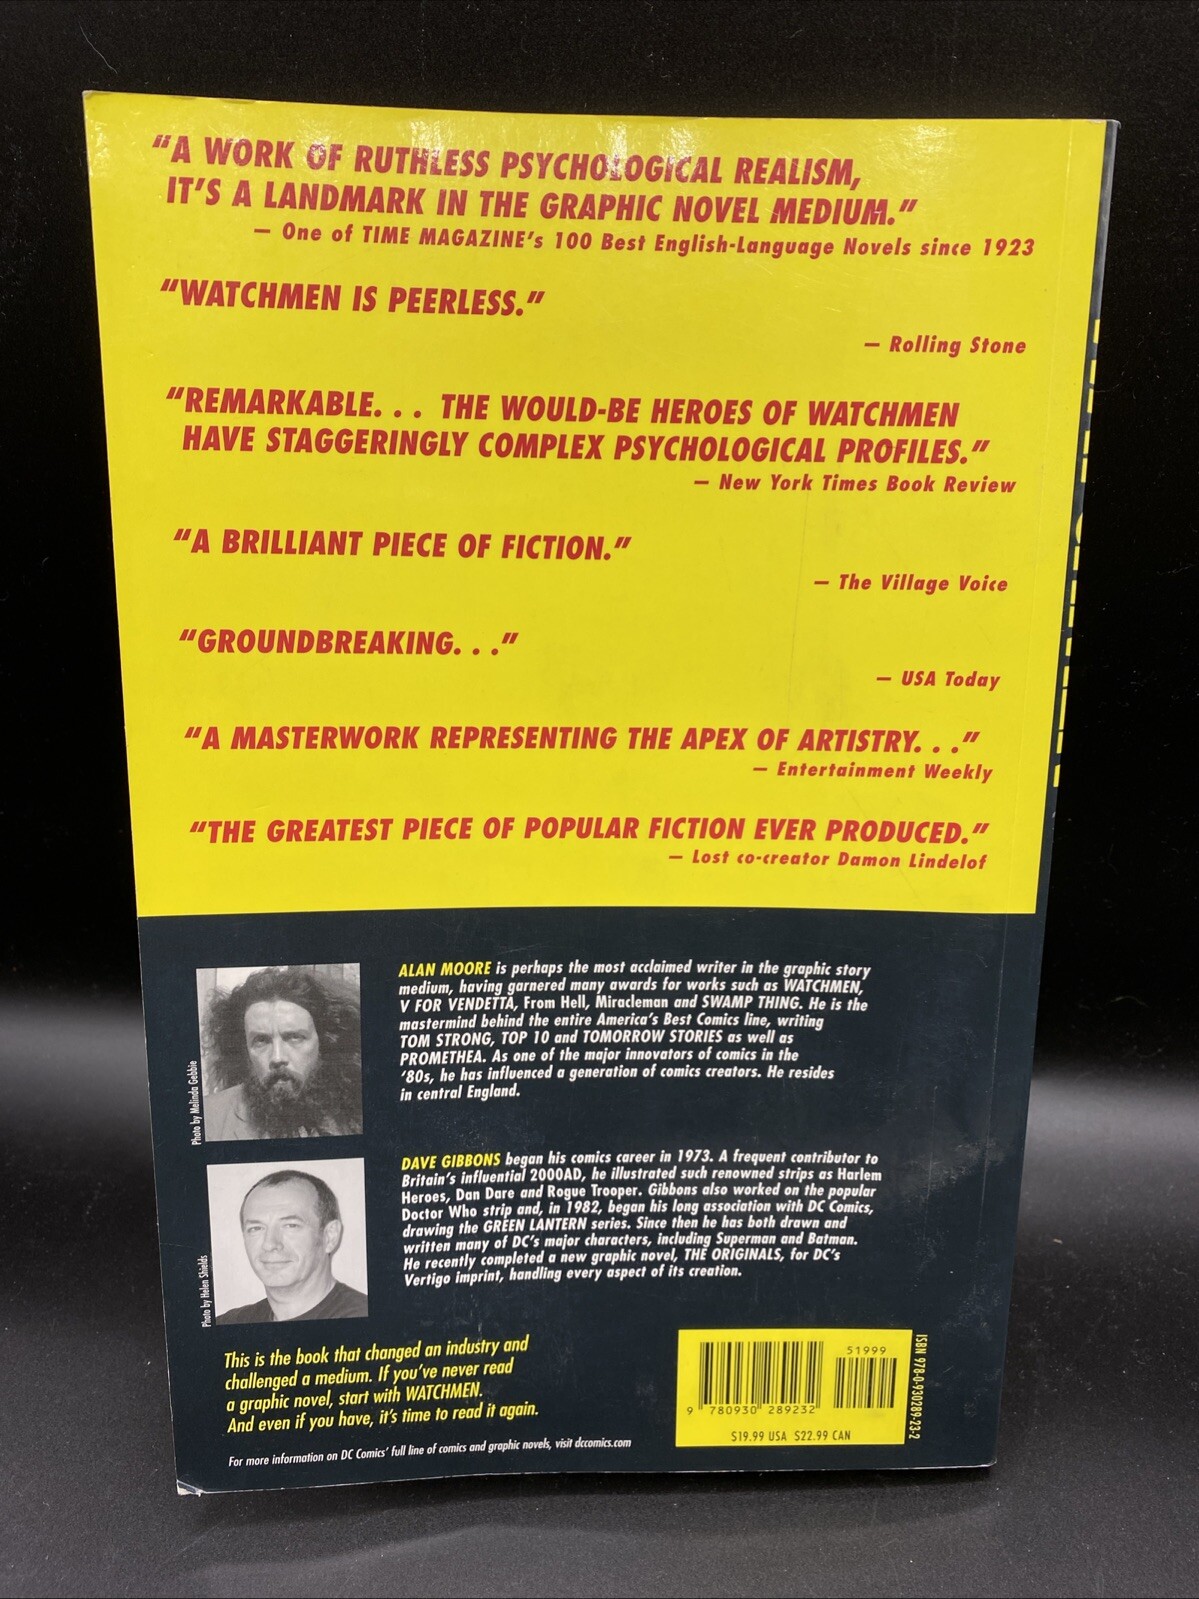 “A WORK OF RUTHLESS PSYCHOLOGICAL REALISM,
IT’S A LANDMARK IN THE GRAPHIC NOVEL MEDIUM.”
— One of TIME MAGAZINE’s 100 Best English-Language Novels since 1923
“WATCHMEN IS PEERLESS.”
— Rolling Stone
“REMARKABLE. . . THE WOULD-BE HEROES OF WATCHMEN
HAVE STAGGERINGLY COMPLEX PSYCHOLOGICAL PROFILES.”
— New York Times Book Review
“A BRILLIANT PIECE OF FICTION.”
— The Village Voice
“GROUNDBREAKING. . .”
— USA Today
“A MASTERWORK REPRESENTING THE APEX OF ARTISTRY. . .”
— Entertainment Weekly
“THE GREATEST PIECE OF POPULAR FICTION EVER PRODUCED.”
— Lost co-creator Damon Lindelof
Photo by Melinda Gebbie
ALAN MOORE is perhaps the most acclaimed writer in the graphic story
medium, having garnered many awards for works such as WATCHMEN,
V FOR VENDETTA, From Hell, Miracleman and SWAMP THING. He is the
mastermind behind the entire America’s Best Comics line, writing
TOM STRONG, TOP 10 and TOMORROW STORIES as well as
PROMETHEA. As one of the major innovators of comics in the
‘80s, he has influenced a generation of comics creators. He resides
in central England.
Photo by Helen Shields
DAVE GIBBONS began his comics career in 1973. A frequent contributor to
Britain’s influential 2000AD, he illustrated such renowned strips as Harlem
Heroes, Dan Dare and Rogue Trooper. Gibbons also worked on the popular
Doctor Who strip and, in 1982, began his long association with DC Comics,
drawing the GREEN LANTERN series. Since then he has both drawn and
written many of DC’s major characters, including Superman and Batman.
He recently completed a new graphic novel, THE ORIGINALS, for DC’s
Vertigo imprint, handling every aspect of its creation.
This is the book that changed an industry and
challenged a medium. If you’ve never read
a graphic novel, start with WATCHMEN.
And even if you have, it’s time to read it again.
For more information on DC Comics’ full line of comics and graphic novels, visit dccomics.com
51999
9 780930 289232
$19.99 USA $22.99 CAN
ISBN 978-0-930289-23-2